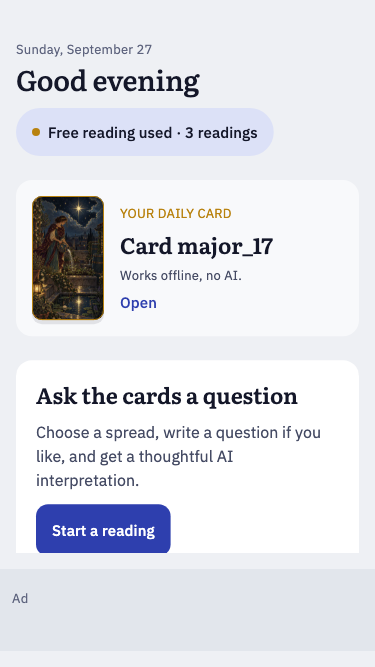 Sunday, September 27
Good evening
Free reading used · 3 readings
YOUR DAILY CARD
Card major_17
Works offline, no AI.
Open
Ask the cards a question
Choose a spread, write a question if you
like, and get a thoughtful AI
interpretation.
Start a reading
Ad